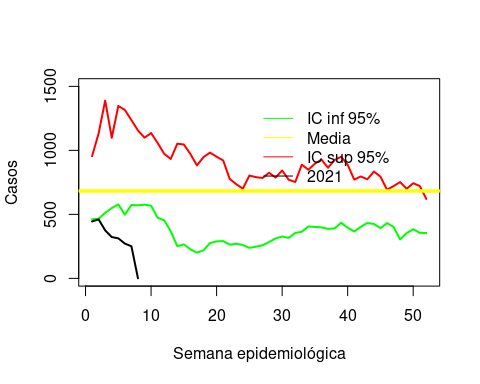 1500
1000
500
0
Casos
IC inf 95%
Media
IC sup 95%
2021
0 10 20 30 40 50
Semana epidemiológica